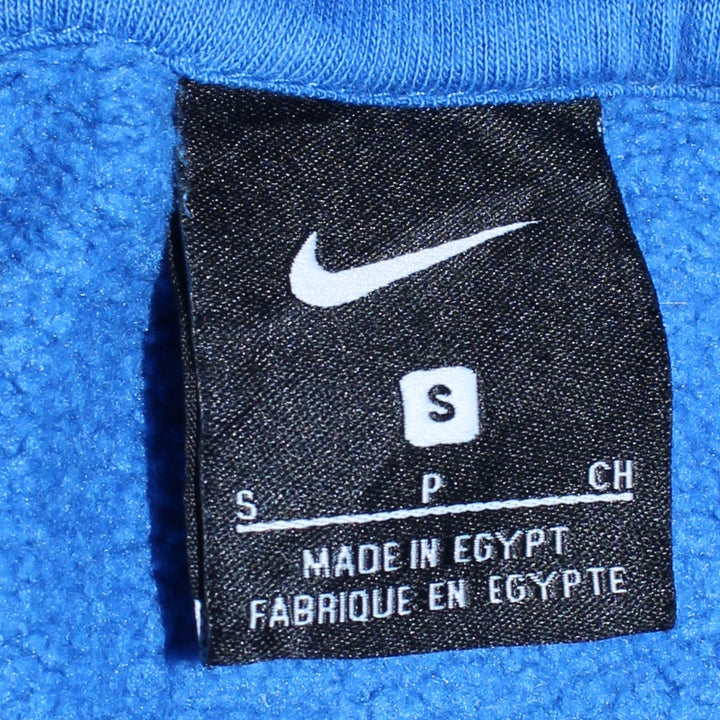 S
S P CH
MADE IN EGYPT
FABRIQUE EN EGYPTE